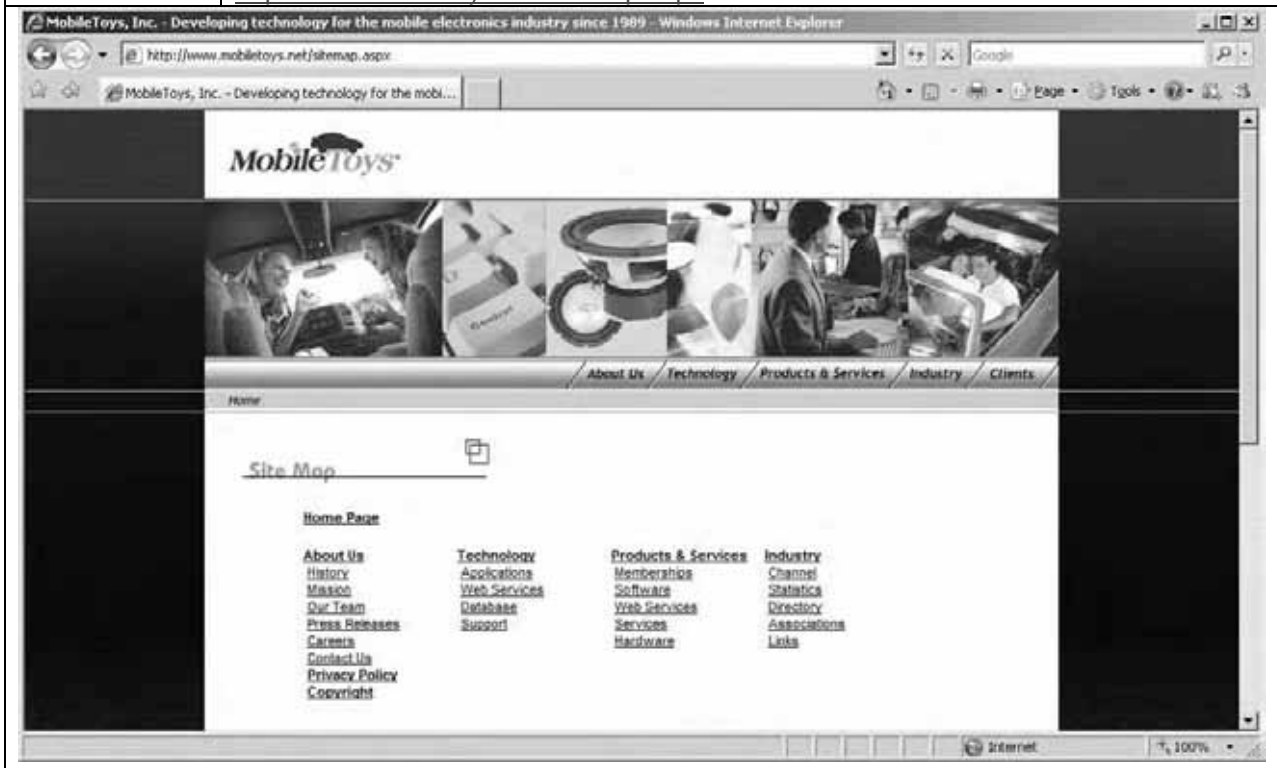 MobileToys, Inc. - Developing technology for the mobile electronics industry since 1989 - Windows Internet Explorer
http://www.mobiletoys.net/sitemap.aspx
Google
MobileToys, Inc. - Developing technology for the mobi...
Page
Tools
MobileToys
About Us
Technology
Products & Services
Industry
Clients
Home
Site Map
Home Page
About Us
History
Mission
Our Team
Press Releases
Careers
Contact Us
Privacy Policy
Copyright
Technology
Applications
Web Services
Database
Support
Products & Services
Memberships
Software
Web Services
Services
Hardware
Industry
Channel
Statistics
Directory
Associations
Links
Internet
100%